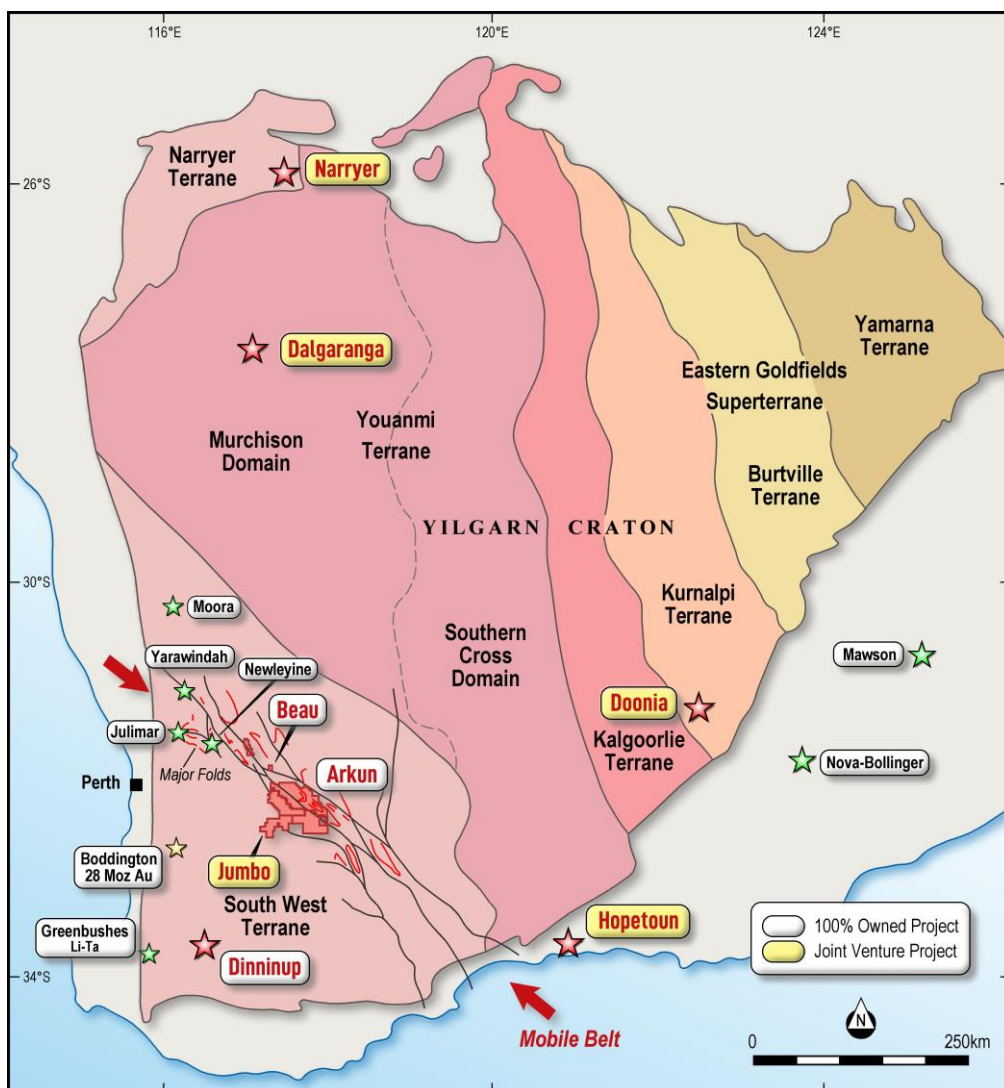 116°E
120°E
124°E
26°S
30°S
34°S
Narryer
Terrane
Narryer
Dalgaranga
Murchison
Domain
Youanmi
Terrane
Yamarna
Terrane
Eastern Goldfields
Superterrane
Burtville
Terrane
YILGARN CRATON
Kurnalpi
Terrane
Moora
Yarawindah
Newleyine
Southern
Cross
Domain
Mawson
Beau
Doonia
Julimar
Kalgoorlie
Terrane
Nova-Bollinger
Major Folds
Arkun
Perth
Boddington
28 Moz Au
Jumbo
South West
Terrane
Hopetoun
Greenbushes
Li-Ta
Dinninup
100% Owned Project
Joint Venture Project
Mobile Belt
N
0 250km